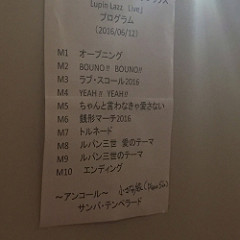 Lupin Lazz Live』
プログラム
(2016/06/12)
M1 オープニング
M2 BOUNO!! BOUNO!!
M3 ラブ・スコール2016
M4 YEAH!! YEAH!!
M5 ちゃんと言わなきゃ愛さない
M6 銭形マーチ2016
M7 トルネード
M8 ルパン三世 愛のテーマ
M9 ルパン三世のテーマ
M10 エンディング
～アンコール～
サンバ・テンペラード